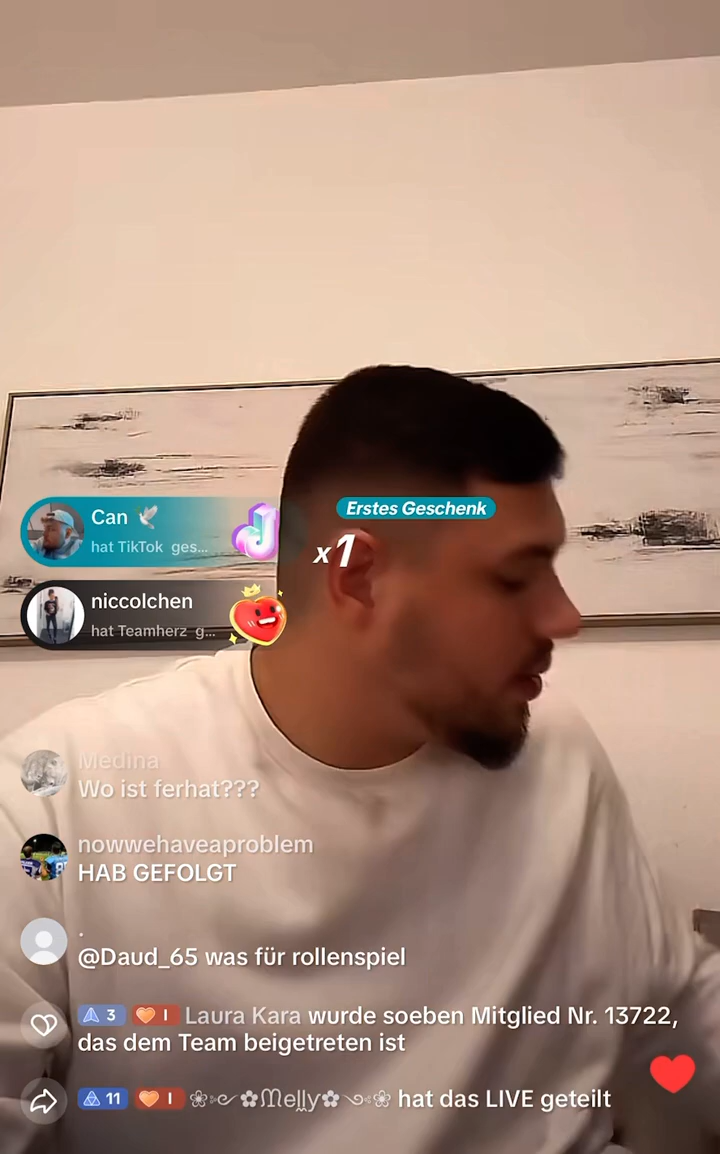 Erstes Geschenk
Can 🕊️
hat TikTok ges...
x1
niccolchen
hat Teamherz g...
Medina
Wo ist ferhat???
nowwehaveaproblem
HAB GEFOLGT
.
@Daud_65 was für rollenspiel
3 I Laura Kara wurde soeben Mitglied Nr. 13722,
das dem Team beigetreten ist
11 I ❀༻✿ᙢelly✿༺❀ hat das LIVE geteilt